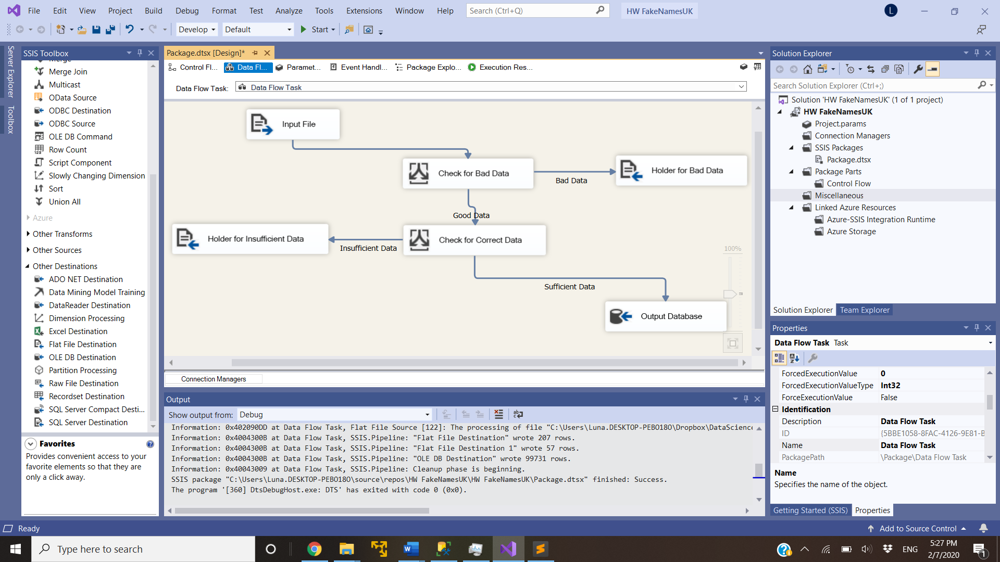 File Edit View Project Build Debug Format Test Analyze Tools Extensions Window Help Search (Ctrl+Q) HW FakeNamesUK L
Develop Default Start
Server Explorer
Toolbox
SSIS Toolbox
Merge
Merge Join
Multicast
OData Source
ODBC Destination
ODBC Source
OLE DB Command
Row Count
Script Component
Slowly Changing Dimension
Sort
Union All
Azure
Other Transforms
Other Sources
Other Destinations
ADO NET Destination
Data Mining Model Training
DataReader Destination
Dimension Processing
Excel Destination
Flat File Destination
OLE DB Destination
Partition Processing
Raw File Destination
Recordset Destination
SQL Server Compact Desti...
SQL Server Destination
Favorites
Provides convenient access to your
favorite elements so that they are
only a click away.
Package.dtsx [Design]*
Control Fl... Data Fl... Paramet... Event Handl... Package Explo... Execution Res...
Data Flow Task: Data Flow Task
Input File
Check for Bad Data
Bad Data
Holder for Bad Data
Good Data
Holder for Insufficient Data
Insufficient Data
Check for Correct Data
100%
Sufficient Data
Output Database
Connection Managers
Output
Show output from: Debug
Information: 0x402090DD at Data Flow Task, Flat File Source [122]: The processing of file "C:\Users\Luna.DESKTOP-PEBO18O\Dropbox\DataScience
Information: 0x4004300B at Data Flow Task, SSIS.Pipeline: "Flat File Destination" wrote 207 rows.
Information: 0x4004300B at Data Flow Task, SSIS.Pipeline: "Flat File Destination 1" wrote 57 rows.
Information: 0x4004300B at Data Flow Task, SSIS.Pipeline: "OLE DB Destination" wrote 99731 rows.
Information: 0x40043009 at Data Flow Task, SSIS.Pipeline: Cleanup phase is beginning.
SSIS package "C:\Users\Luna.DESKTOP-PEBO18O\source\repos\HW FakeNamesUK\HW FakeNamesUK\Package.dtsx" finished: Success.
The program '[360] DtsDebugHost.exe: DTS' has exited with code 0 (0x0).
Solution Explorer
Search Solution Explorer (Ctrl+;)
Solution 'HW FakeNamesUK' (1 of 1 project)
HW FakeNamesUK
Project.params
Connection Managers
SSIS Packages
Package.dtsx
Package Parts
Control Flow
Miscellaneous
Linked Azure Resources
Azure-SSIS Integration Runtime
Azure Storage
Solution Explorer Team Explorer
Properties
Data Flow Task Task
ForcedExecutionValue 0
ForcedExecutionValueType Int32
ForceExecutionValue False
Identification
Description Data Flow Task
ID {5BBE1058-8FAC-4126-9E81-B
Name Data Flow Task
PackagePath \Package\Data Flow Task
Name
Specifies the name of the object.
Getting Started (SSIS) Properties
Ready Add to Source Control
Type here to search ENG
5:27 PM
2/7/2020
1